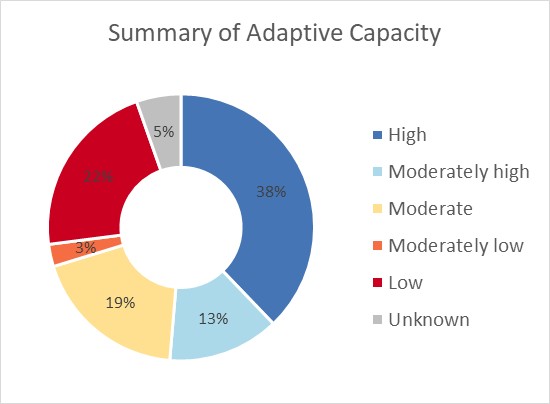 Summary of Adaptive Capacity
5%
22%
38%
3%
19%
13%
High
Moderately high
Moderate
Moderately low
Low
Unknown